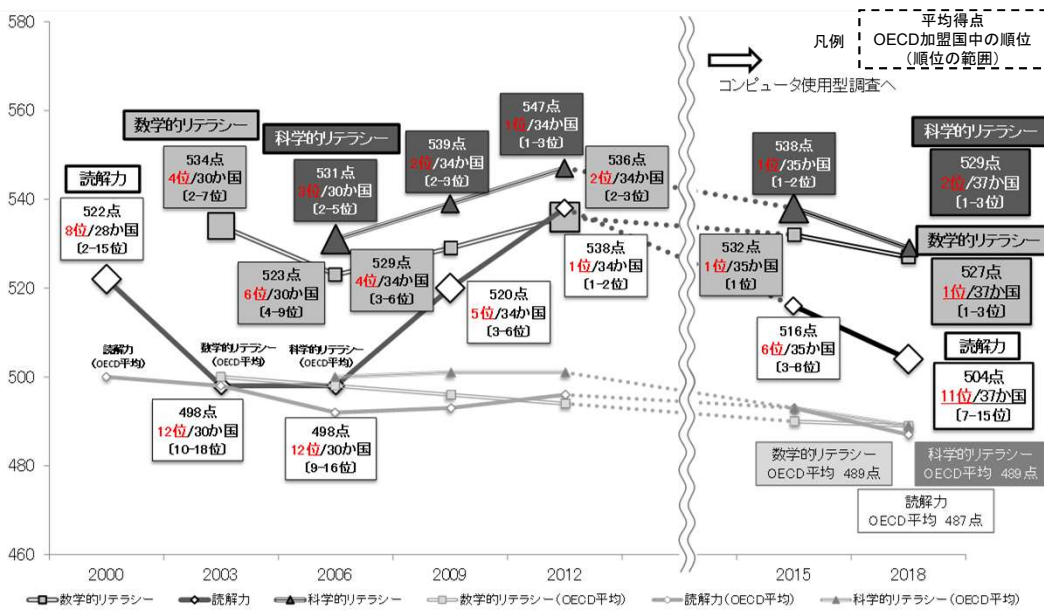 580
560
540
520
500
480
460
凡例
平均得点
OECD加盟国中の順位
(順位の範囲)
コンピュータ使用型調査へ
読解力
522点
8位/28か国
〔2-15位〕
数学的リテラシー
534点
4位/30か国
〔2-7位〕
科学的リテラシー
531点
3位/30か国
〔2-5位〕
539点
2位/34か国
〔2-3位〕
547点
1位/34か国
〔1-3位〕
536点
2位/34か国
〔2-3位〕
523点
6位/30か国
〔4-9位〕
529点
4位/34か国
〔3-6位〕
520点
5位/34か国
〔3-6位〕
538点
1位/34か国
〔1-2位〕
498点
12位/30か国
〔10-18位〕
498点
12位/30か国
〔9-16位〕
読解力
(OECD平均)
数学的リテラシー
(OECD平均)
科学的リテラシー
(OECD平均)
538点
1位/35か国
〔1-2位〕
532点
1位/35か国
〔1位〕
516点
6位/35か国
〔3-8位〕
科学的リテラシー
529点
2位/37か国
〔1-3位〕
数学的リテラシー
527点
1位/37か国
〔1-3位〕
読解力
504点
11位/37か国
〔7-15位〕
数学的リテラシー
OECD平均 489点
科学的リテラシー
OECD平均 489点
読解力
OECD平均 487点
2000 2003 2006 2009 2012 2015 2018
数学的リテラシー 読解力 科学的リテラシー 数学的リテラシー(OECD平均) 読解力(OECD平均) 科学的リテラシー(OECD平均)